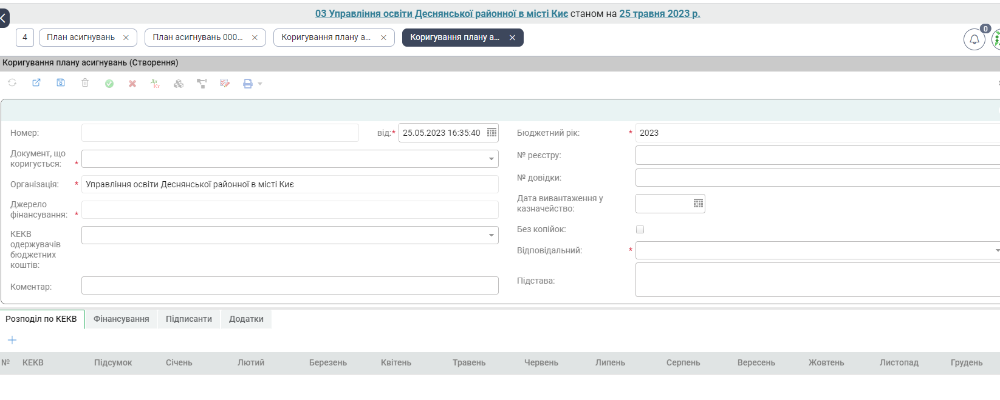 03 Управління освіти Деснянської районної в місті Києє станом на 25 травня 2023 р.
4
План асигнувань
План асигнувань 000...
Коригування плану а...
Коригування плану а...
0
Коригування плану асигнувань (Створення)
Дт
Кт
Номер:
від:* 25.05.2023 16:35:40
Бюджетний рік: * 2023
Документ, що
коригується: *
№ реєстру:
Організація: * Управління освіти Деснянської районної в місті Києє
№ довідки:
Джерело
фінансування: *
Дата вивантаження у
казначейство:
КЕКВ
одержувачів
бюджетних
коштів:
Без копійок:
Відповідальний: *
Коментар:
Підстава:
Розподіл по КЕКВ
Фінансування
Підписанти
Додатки
№ КЕКВ Підсумок Січень Лютий Березень Квітень Травень Червень Липень Серпень Вересень Жовтень Листопад Грудень